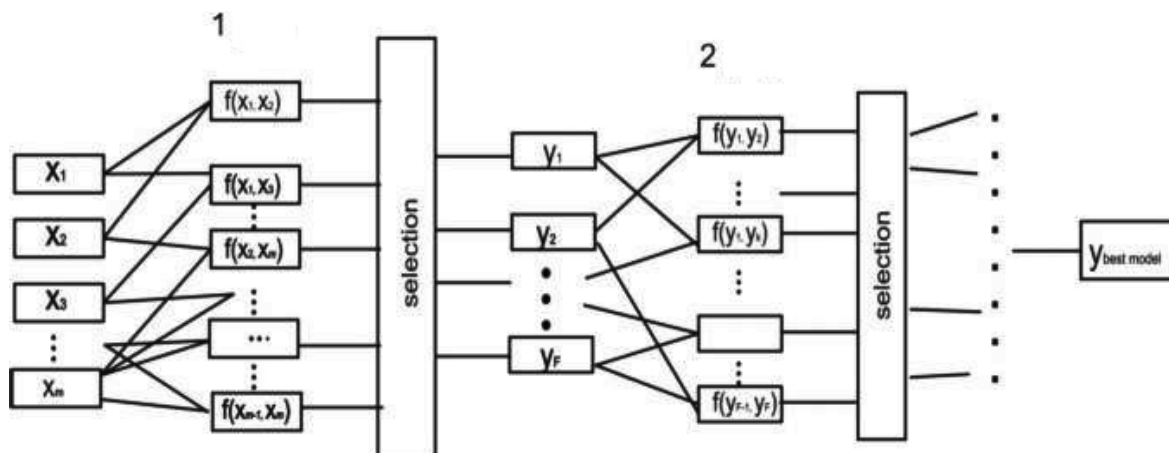 1
f(x1, x2)
x1
f(x1, x3)
x2
f(x2, xm)
x3
...
xm
f(xm-1, xm)
selection
y1
y2
yF
2
f(y1, y2)
f(y1, yk)
f(yF-1, yF)
selection
y best model